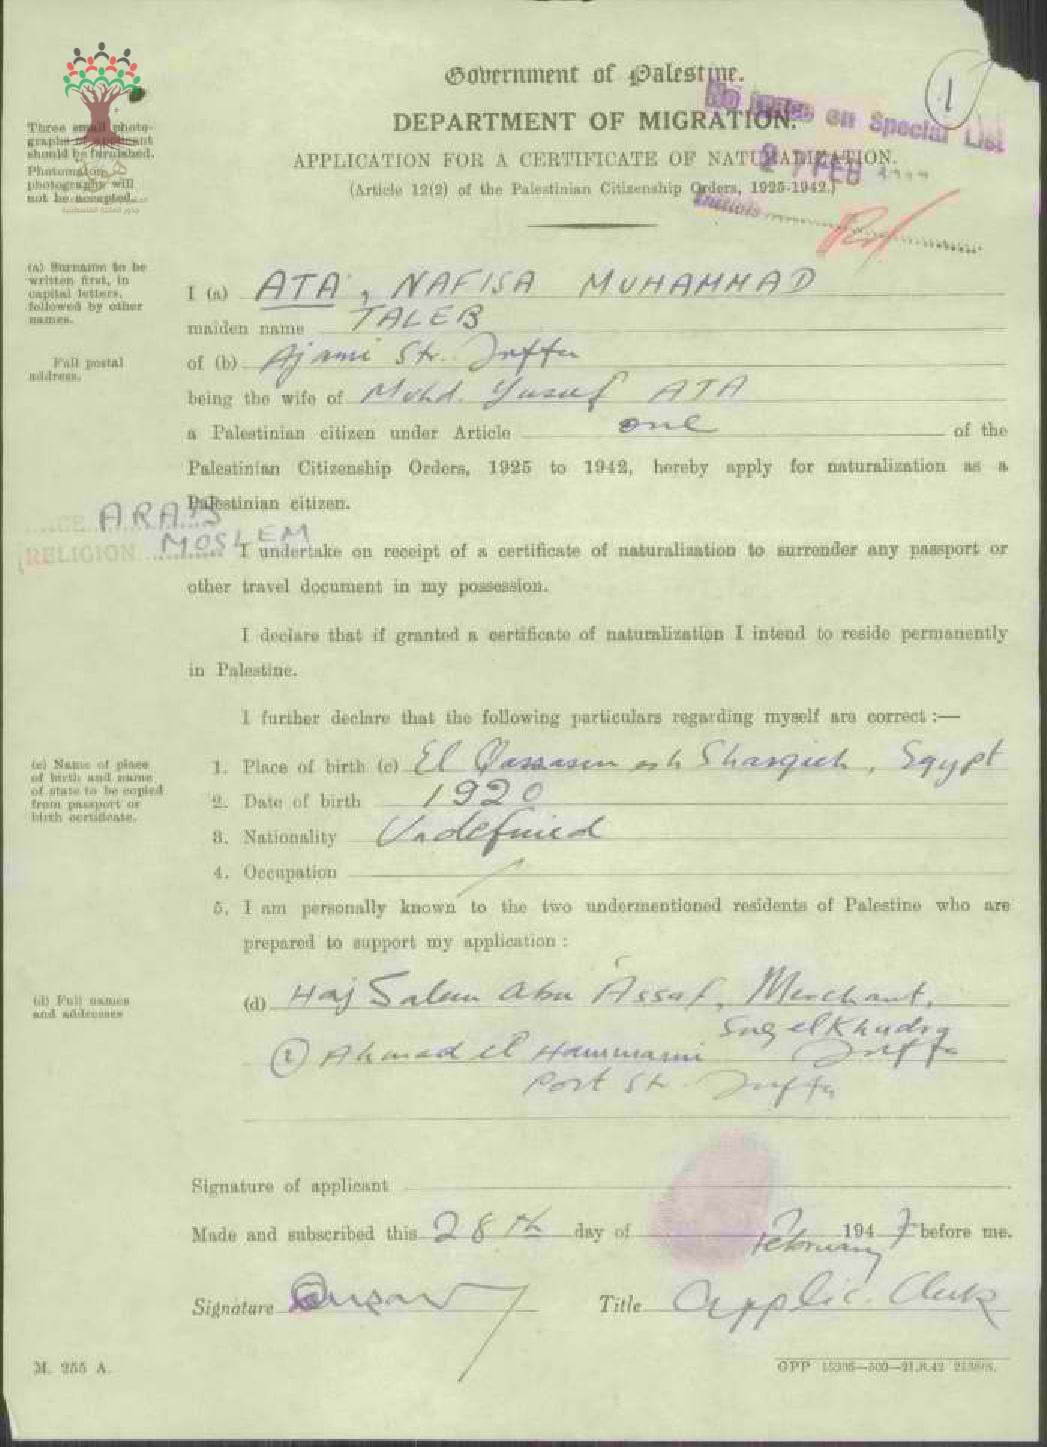 Government of Palestine.
DEPARTMENT OF MIGRATION.
APPLICATION FOR A CERTIFICATE OF NATURALIZATION.
(Article 12(2) of the Palestinian Citizenship Orders, 1925-1942.)
No trace on Special List
FEB
Initials
1
Three small photo-
graphs of applicant
should be furnished.
Photomaton
photographs will
not be accepted.
(a) Surname to be
written first, in
capital letters,
followed by other
names.
I (a) ATA', NAFISA MUHAMMAD
maiden name TALEB
Full postal
address.
of (b) Ajami Str. Jaffa
being the wife of Mohd. Yusuf ATA
a Palestinian citizen under Article one of the
Palestinian Citizenship Orders, 1925 to 1942, hereby apply for naturalization as a
Palestinian citizen.
ARAB
RELIGION MOSLEM
I undertake on receipt of a certificate of naturalization to surrender any passport or
other travel document in my possession.
I declare that if granted a certificate of naturalization I intend to reside permanently
in Palestine.
I further declare that the following particulars regarding myself are correct :—
(c) Name of place
of birth and name
of state to be copied
from passport or
birth certificate.
1. Place of birth (c) El Qassasin ash Sharqieh, Egypt
2. Date of birth 1920
3. Nationality Undefined
4. Occupation
5. I am personally known to the two undermentioned residents of Palestine who are
prepared to support my application :
(d) Full names
and addresses
(d) Haj Salem Abu Assaf, Merchant,
Suq el Khudra
② Ahmad el Hammami Jaffa
Port St. Jaffa
Signature of applicant
Made and subscribed this 28th day of February 1947 before me.
Signature Title Applic. Clerk
M. 255 A.
GPP